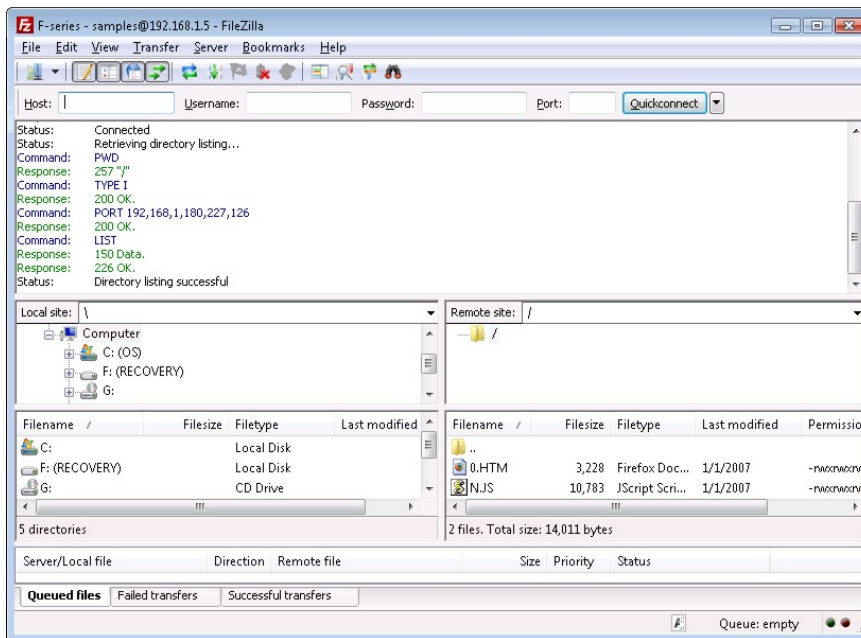 F-series - samples@192.168.1.5 - FileZilla
File Edit View Transfer Server Bookmarks Help
Host: Username: Password: Port: Quickconnect
Status: Connected
Status: Retrieving directory listing...
Command: PWD
Response: 257 "/"
Command: TYPE I
Response: 200 OK.
Command: PORT 192,168,1,180,227,126
Response: 200 OK.
Command: LIST
Response: 150 Data.
Response: 226 OK.
Status: Directory listing successful
Local site: \
Remote site: /
Computer
/
C: (OS)
F: (RECOVERY)
G:
Filename / Filesize Filetype Last modified
Filename / Filesize Filetype Last modified Permissio
C: Local Disk
..
F: (RECOVERY) Local Disk
0.HTM 3,228 Firefox Doc... 1/1/2007 -rwxrwxrw
G: CD Drive
N.JS 10,783 JScript Scri... 1/1/2007 -rwxrwxrw
5 directories
2 files. Total size: 14,011 bytes
Server/Local file Direction Remote file Size Priority Status
Queued files Failed transfers Successful transfers
Queue: empty